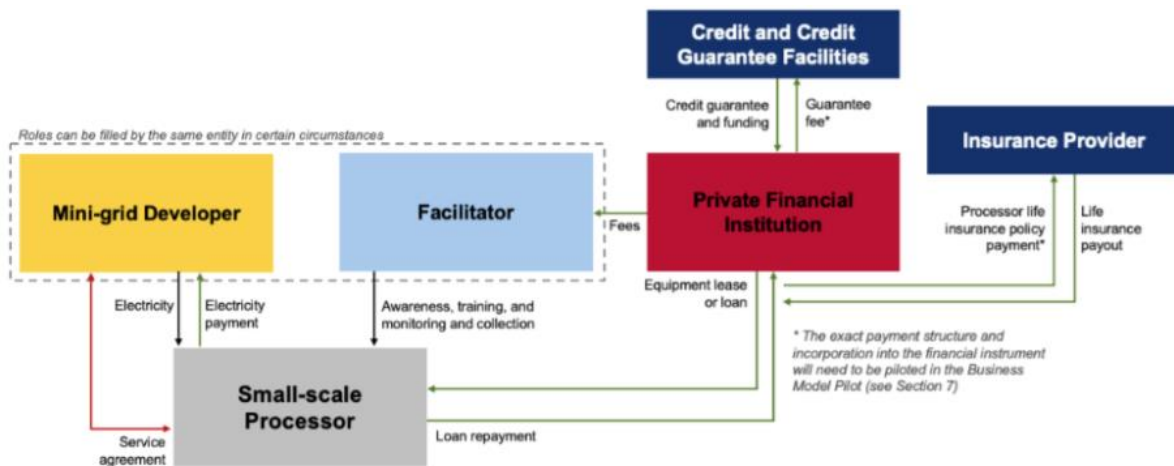 Credit and Credit
Guarantee Facilities
Credit guarantee
and funding
Guarantee
fee*
Roles can be filled by the same entity in certain circumstances
Insurance Provider
Mini-grid Developer
Facilitator
Private Financial
Institution
Fees
Processor life
insurance policy
payment*
Life
insurance
payout
Equipment lease
or loan
Electricity
Electricity
payment
Awareness, training, and
monitoring and collection
* The exact payment structure and
incorporation into the financial instrument
will need to be piloted in the Business
Model Pilot (see Section 7)
Small-scale
Processor
Service
agreement
Loan repayment